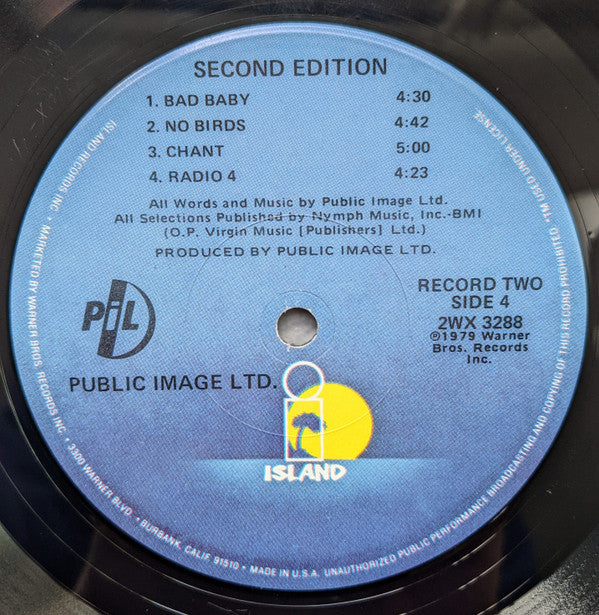 SECOND EDITION
1. BAD BABY 4:30
2. NO BIRDS 4:42
3. CHANT 5:00
4. RADIO 4 4:23
All Words and Music by Public Image Ltd.
All Selections Published by Nymph Music, Inc.-BMI
(O.P. Virgin Music [Publishers] Ltd.)
PRODUCED BY PUBLIC IMAGE LTD.
PiL
PUBLIC IMAGE LTD.
RECORD TWO
SIDE 4
2WX 3288
℗1979 Warner
Bros. Records
Inc.
ISLAND
ISLAND RECORDS INC • MARKETED BY WARNER BROS. RECORDS INC • 3300 WARNER BLVD. • BURBANK, CALIF. 91510 • MADE IN U.S.A. UNAUTHORIZED PUBLIC PERFORMANCE BROADCASTING AND COPYING OF THIS RECORD PROHIBITED • TM USED UNDER LICENSE